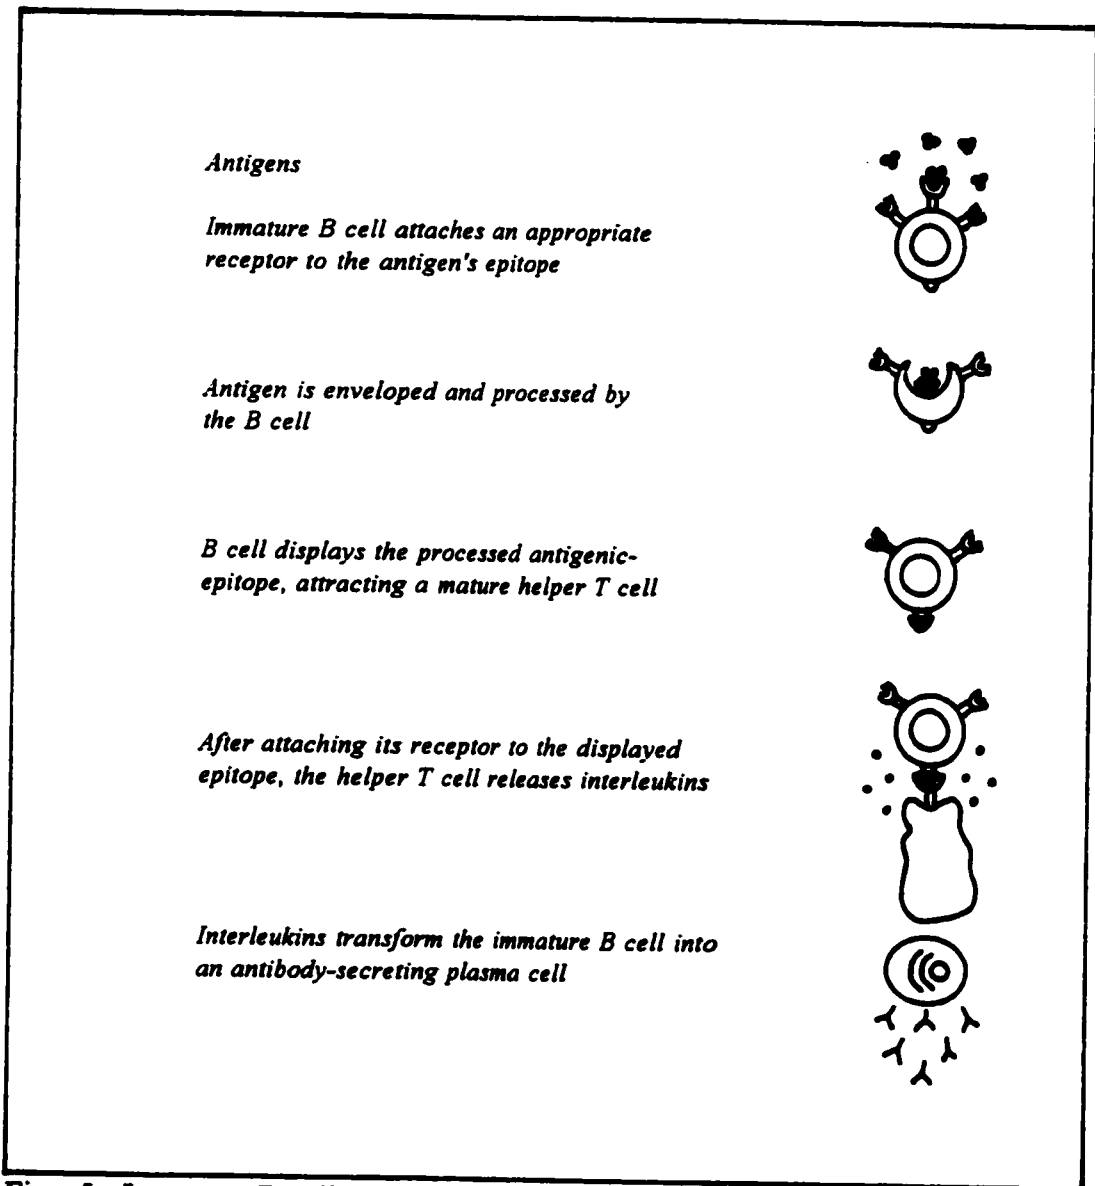 Antigens
Immature B cell attaches an appropriate
receptor to the antigen's epitope
Antigen is enveloped and processed by
the B cell
B cell displays the processed antigenic-
epitope, attracting a mature helper T cell
After attaching its receptor to the displayed
epitope, the helper T cell releases interleukins
Interleukins transform the immature B cell into
an antibody-secreting plasma cell